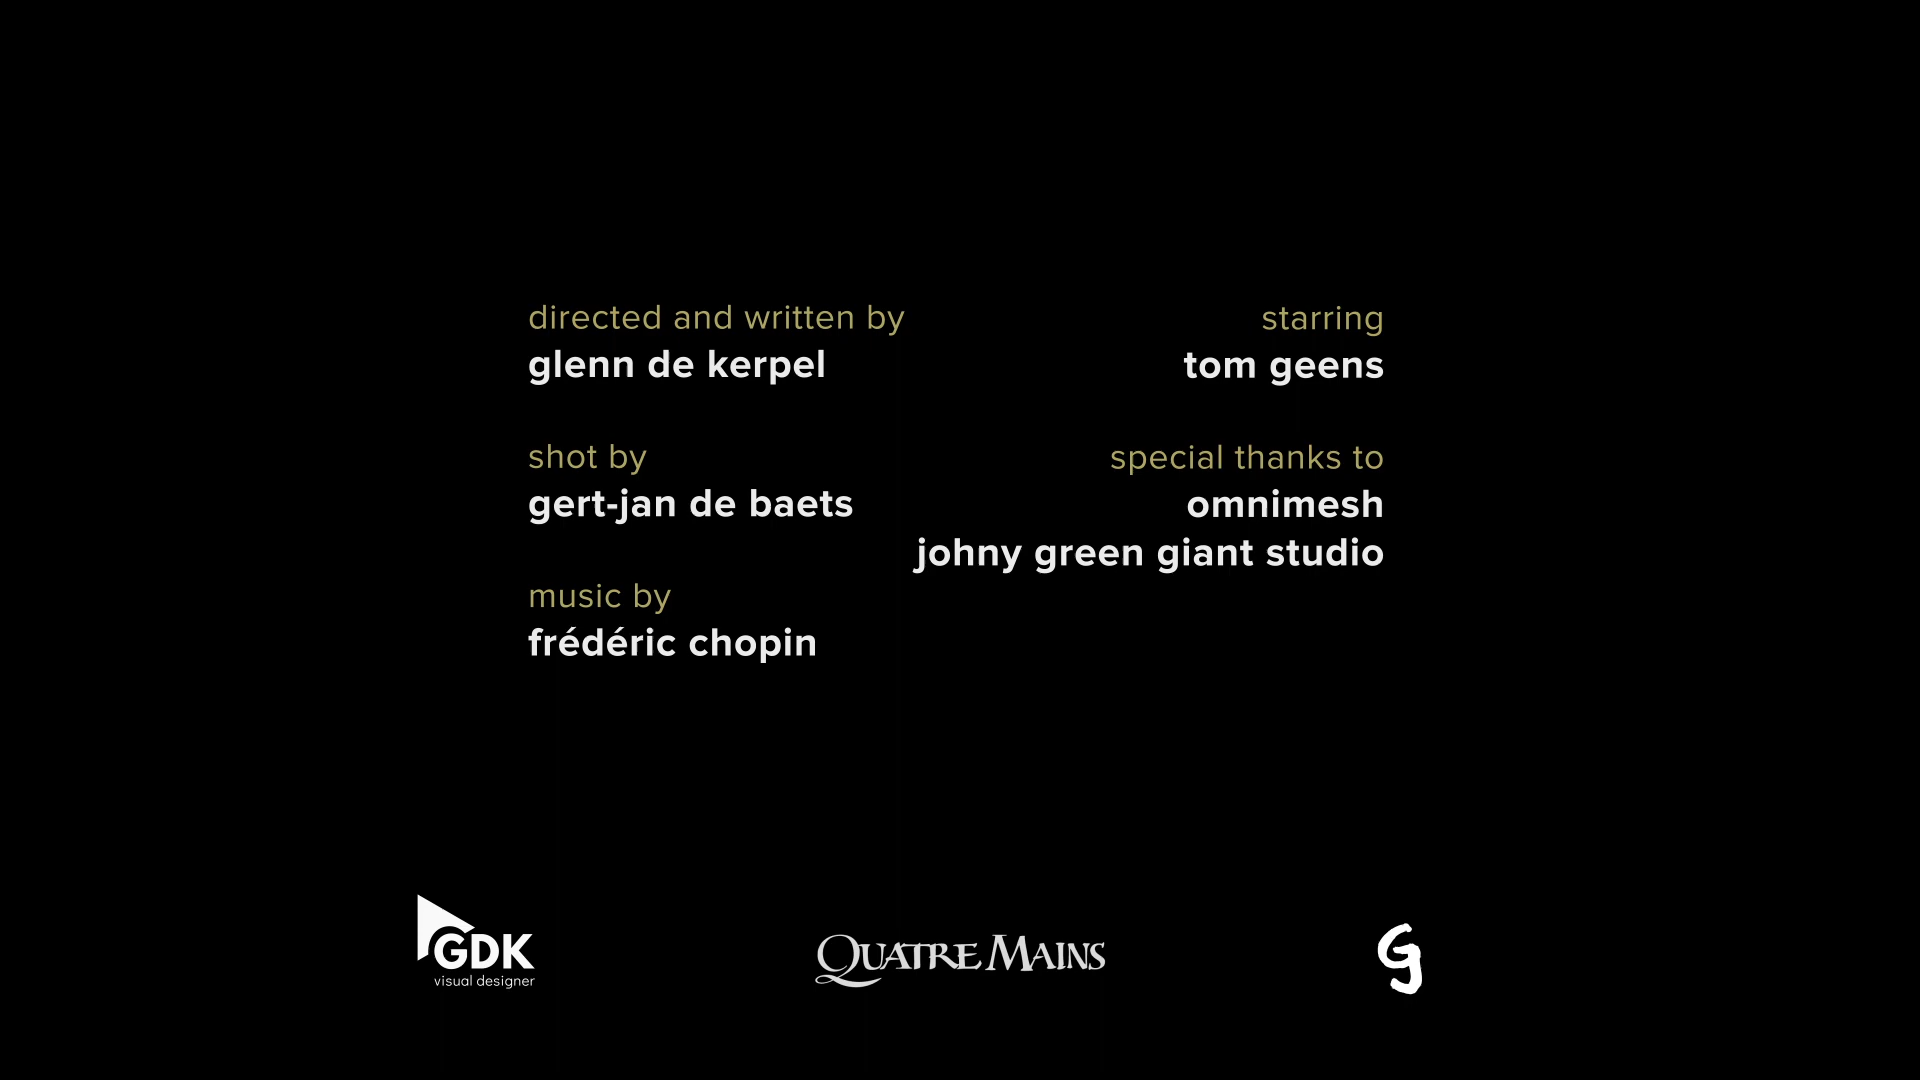 directed and written by
glenn de kerpel
shot by
gert-jan de baets
music by
frédéric chopin
starring
tom geens
special thanks to
omnimesh
johny green giant studio
GDK
visual designer
QUATRE MAINS
G